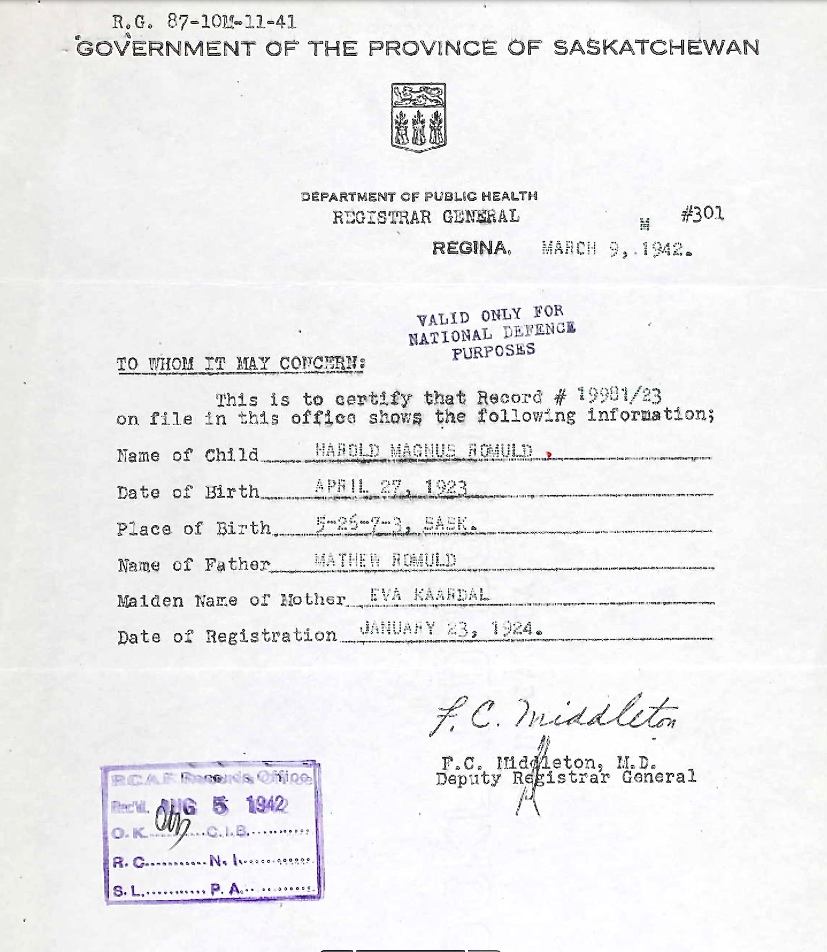 R.G. 87-10M-11-41
GOVERNMENT OF THE PROVINCE OF SASKATCHEWAN
DEPARTMENT OF PUBLIC HEALTH
REGISTRAR GENERAL
M #301
REGINA, MARCH 9, 1942.
VALID ONLY FOR
NATIONAL DEFENCE
PURPOSES
TO WHOM IT MAY CONCERN:
This is to certify that Record # 19981/23
on file in this office shows the following information;
Name of Child HAROLD MAGNUS ROMULD
Date of Birth APRIL 27, 1923
Place of Birth 5-26-7-3, SASK.
Name of Father MATHEW ROMULD
Maiden Name of Mother EVA KAARDAL
Date of Registration JANUARY 23, 1924.
F. C. Middleton
F.C. Middleton, M.D.
Deputy Registrar General
R.C.A.F. Records Office
Rec'd. AUG 5 1942
O. K. C.I.B.
R. C. N. I.
S. L. P. A.